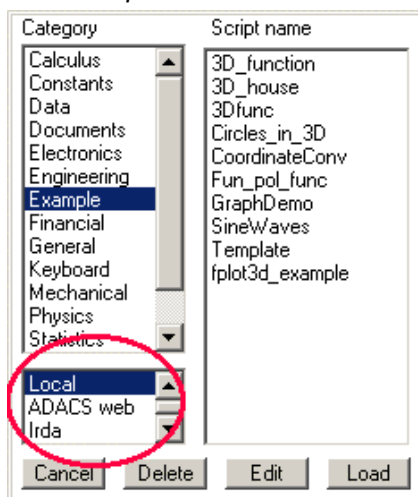 Category
Calculus
Constants
Data
Documents
Electronics
Engineering
Example
Financial
General
Keyboard
Mechanical
Physics
Statistics
Local
ADACS web
Irda
Script name
3D_function
3D_house
3Dfunc
Circles_in_3D
CoordinateConv
Fun_pol_func
GraphDemo
SineWaves
Template
fplot3d_example
Cancel Delete Edit Load